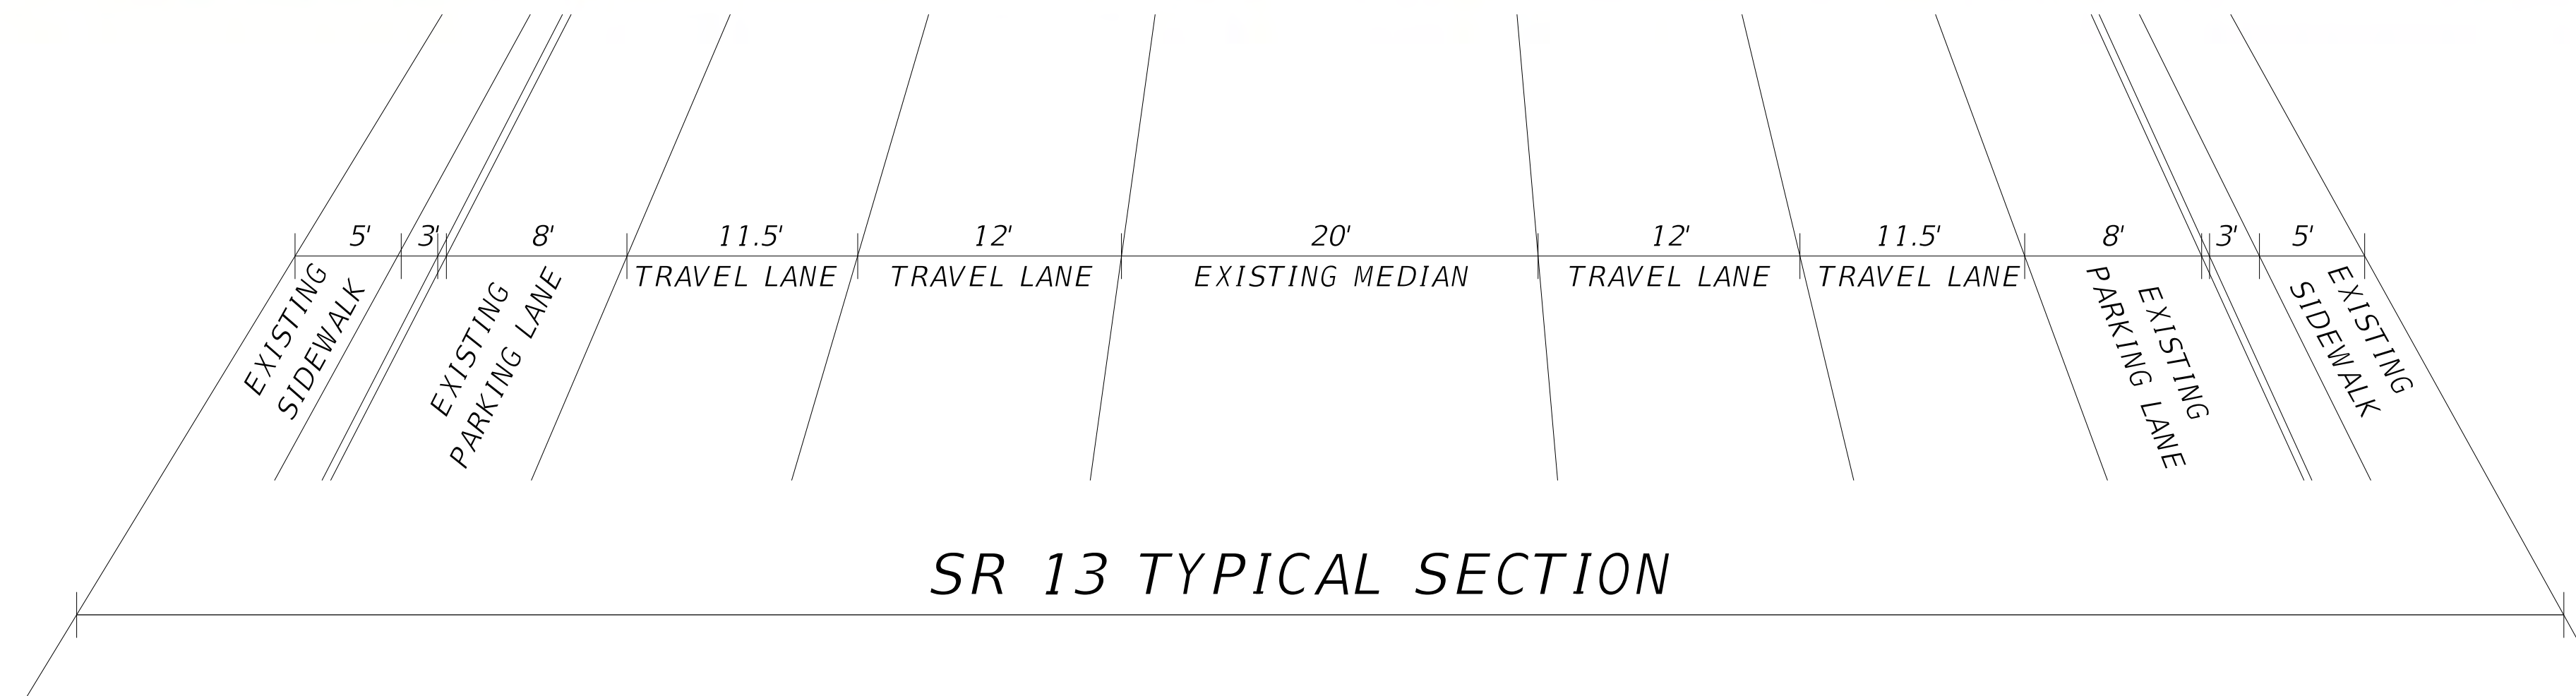 5' 3' 8' 11.5' 12' 20' 12' 11.5' 8' 3' 5'
EXISTING
SIDEWALK
EXISTING
PARKING LANE
TRAVEL LANE
TRAVEL LANE
EXISTING MEDIAN
TRAVEL LANE
TRAVEL LANE
EXISTING
PARKING LANE
EXISTING
SIDEWALK
SR 13 TYPICAL SECTION